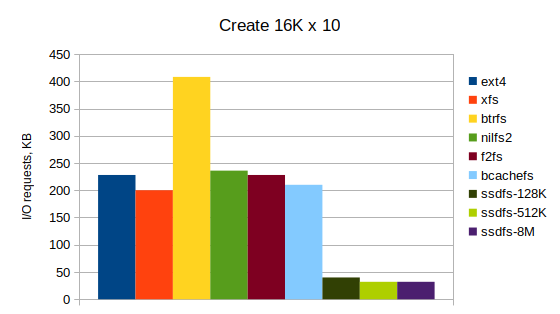 Create 16K x 10
I/O requests, KB
450
400
350
300
250
200
150
100
50
0
ext4
xfs
btrfs
nilfs2
f2fs
bcachefs
ssdfs-128K
ssdfs-512K
ssdfs-8M